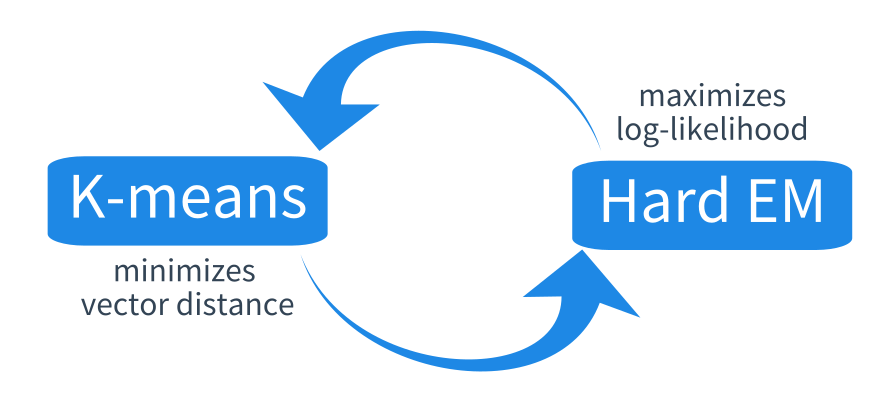 maximizes
log-likelihood
K-means
Hard EM
minimizes
vector distance